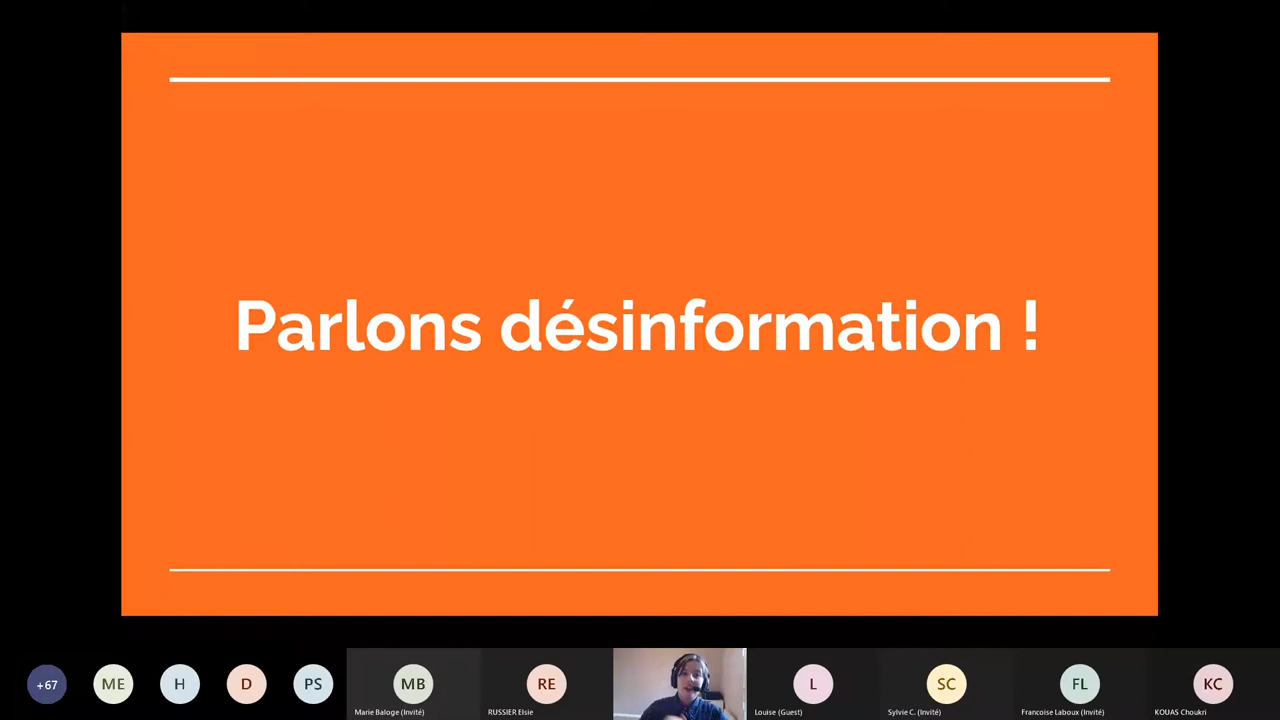 Parlons désinformation !
+67
ME
H
D
PS
MB
RE
L
SC
FL
KC
Marie Baloge (Invité)
RUSSIER Elsie
Louise (Guest)
Sylvie C. (Invité)
Francoise Laboux (Invité)
KOUAS Choukri